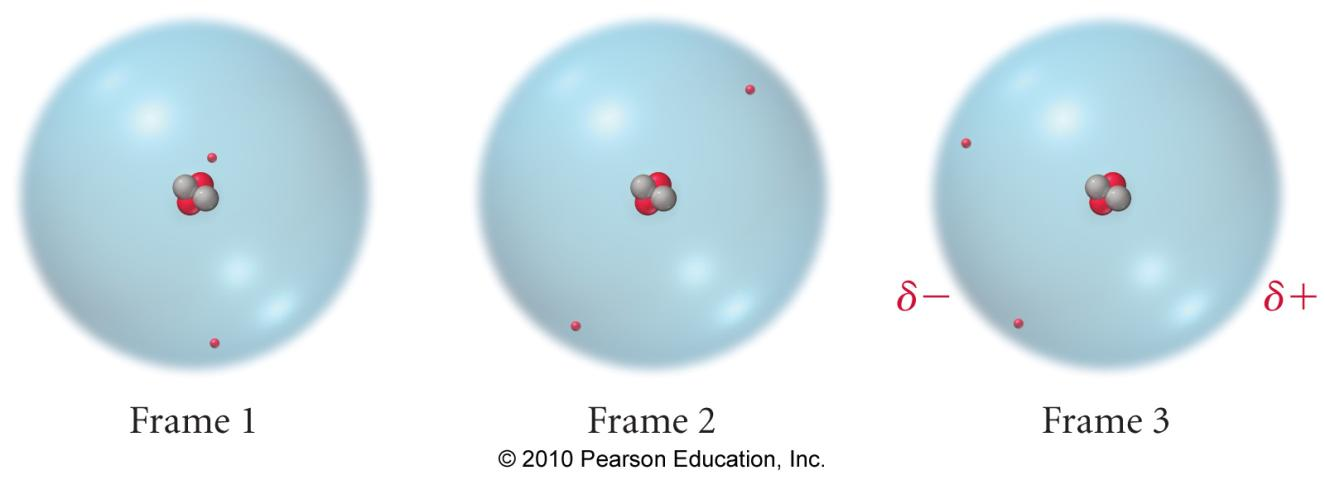 δ− δ+
Frame 1 Frame 2 Frame 3
© 2010 Pearson Education, Inc.